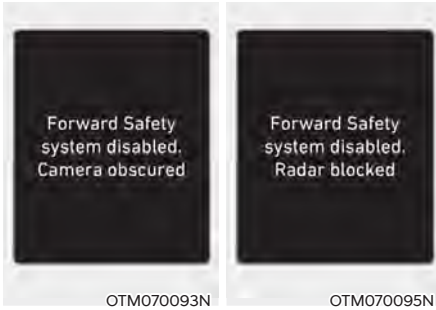 Forward Safety
system disabled.
Camera obscured
OTM070093N
Forward Safety
system disabled.
Radar blocked
OTM070095N